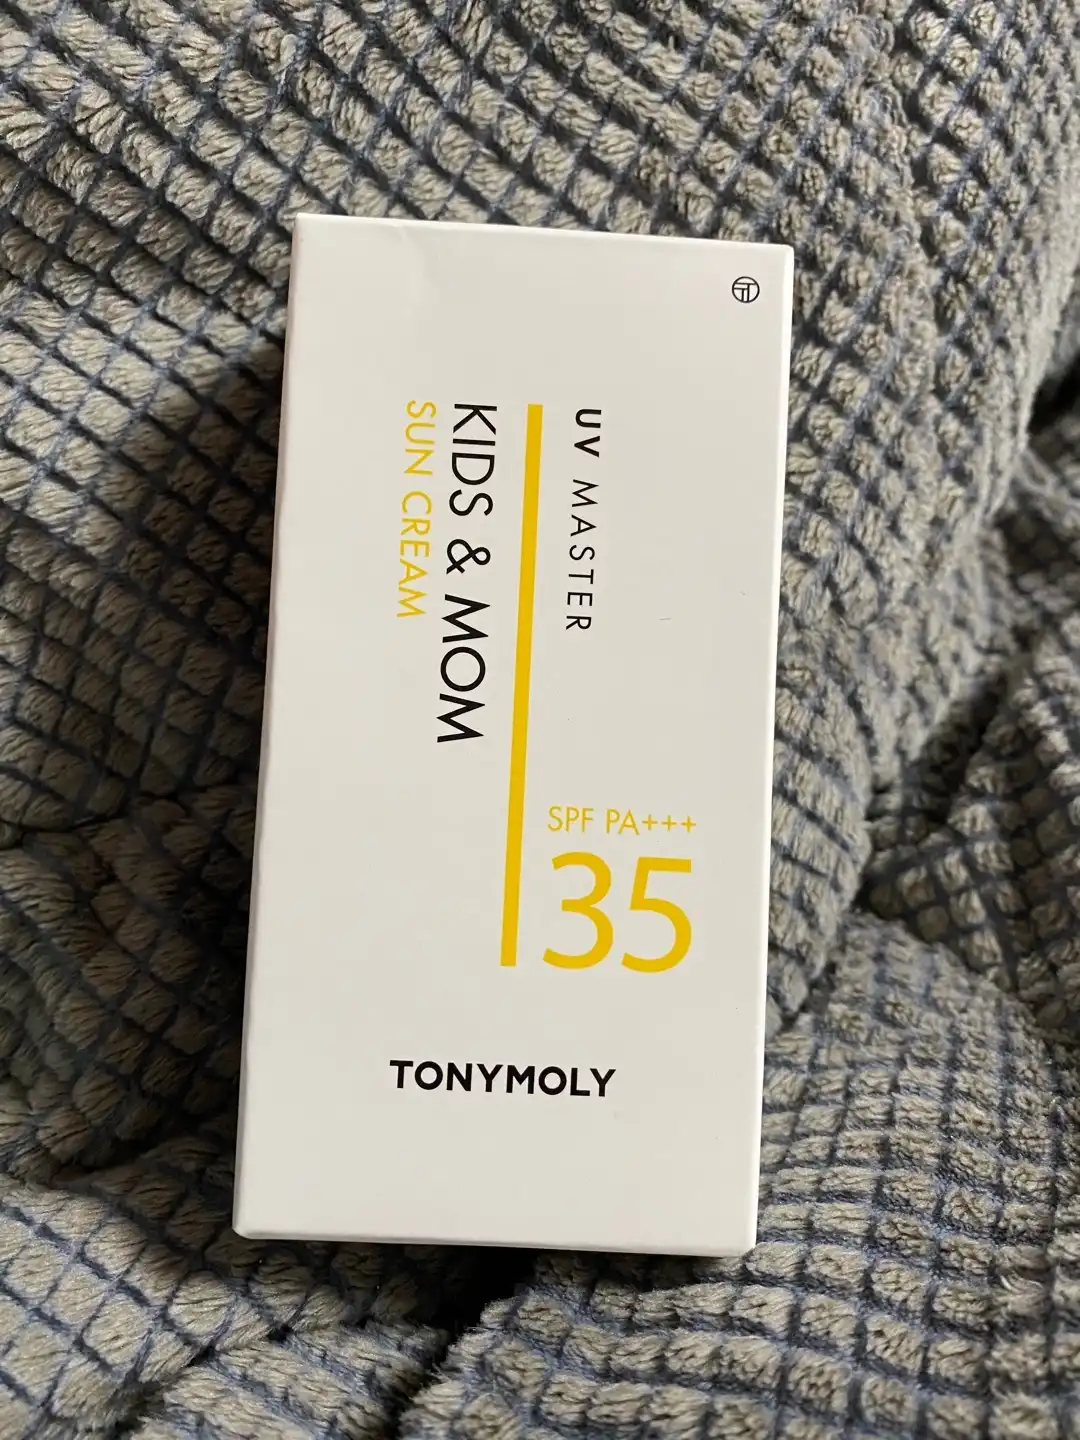 UV MASTER
KIDS & MOM
SUN CREAM
SPF PA+++
35
TONYMOLY